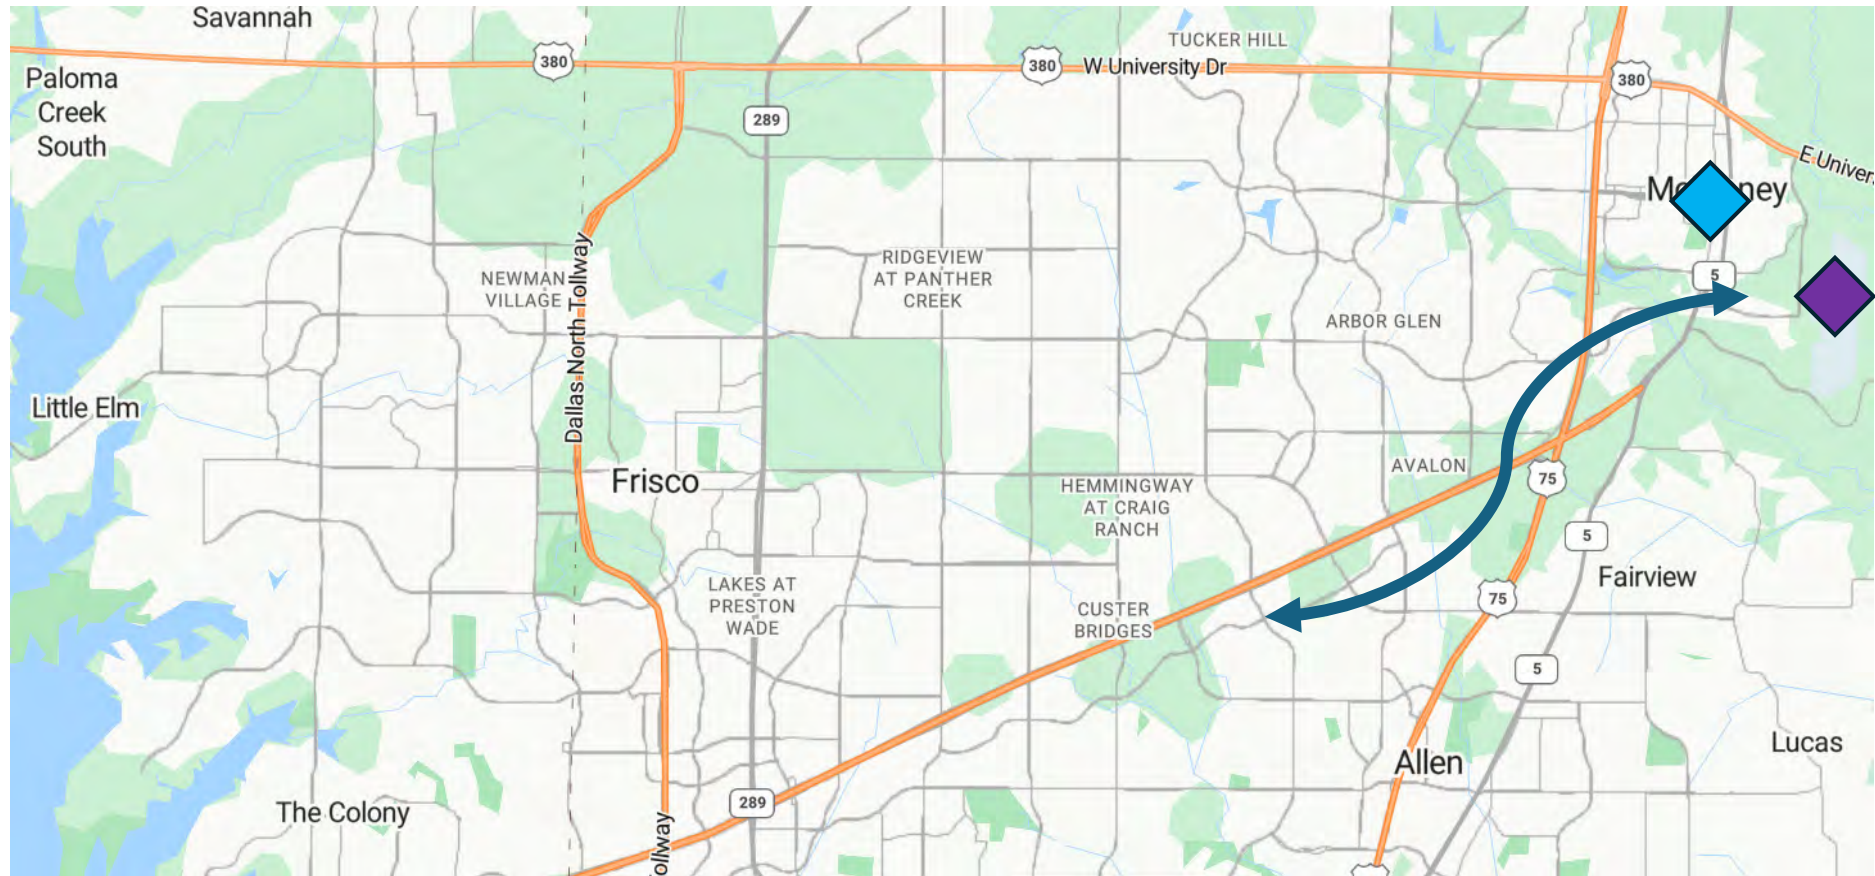 Savannah
TUCKER HILL
380
380
W University Dr
380
Paloma
Creek
South
289
E Univer
ney
RIDGEVIEW
AT PANTHER
CREEK
NEWMAN
VILLAGE
Dallas North Tollway
5
ARBOR GLEN
Little Elm
Frisco
AVALON
75
HEMMINGWAY
AT CRAIG
RANCH
5
Fairview
LAKES AT
PRESTON
WADE
75
CUSTER
BRIDGES
5
Lucas
Allen
289
The Colony
ollway